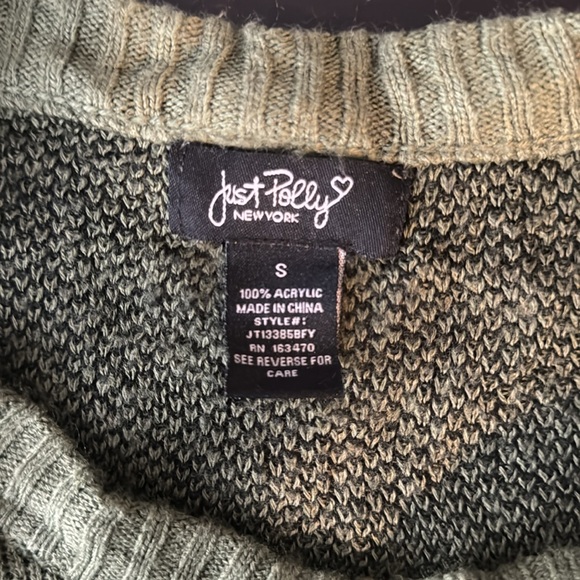 Just Polly
NEW YORK
S
100% ACRYLIC
MADE IN CHINA
STYLE#:
JT13385BFY
RN 163470
SEE REVERSE FOR
CARE